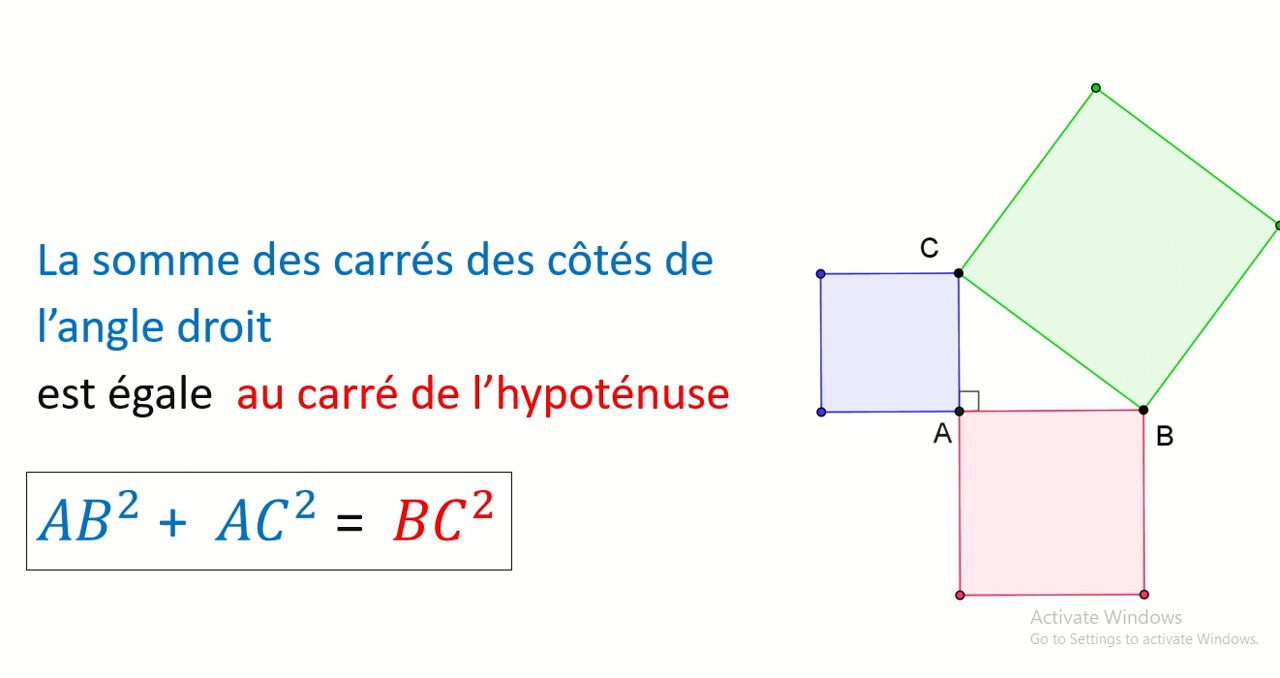 La somme des carrés des côtés de
l’angle droit
est égale au carré de l’hypoténuse
AB² + AC² = BC²
C
A
B
Activate Windows
Go to Settings to activate Windows.